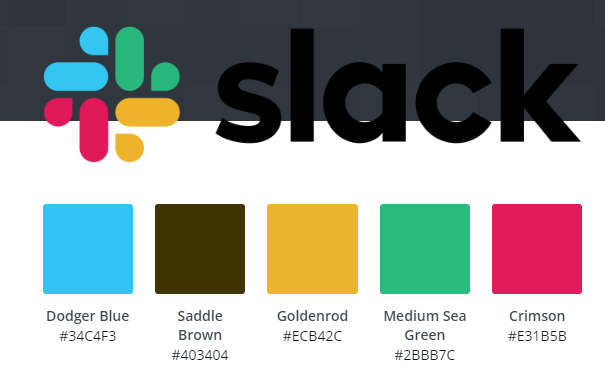 slack
Dodger Blue
#34C4F3
Saddle
Brown
#403404
Goldenrod
#ECB42C
Medium Sea
Green
#2BBB7C
Crimson
#E31B5B